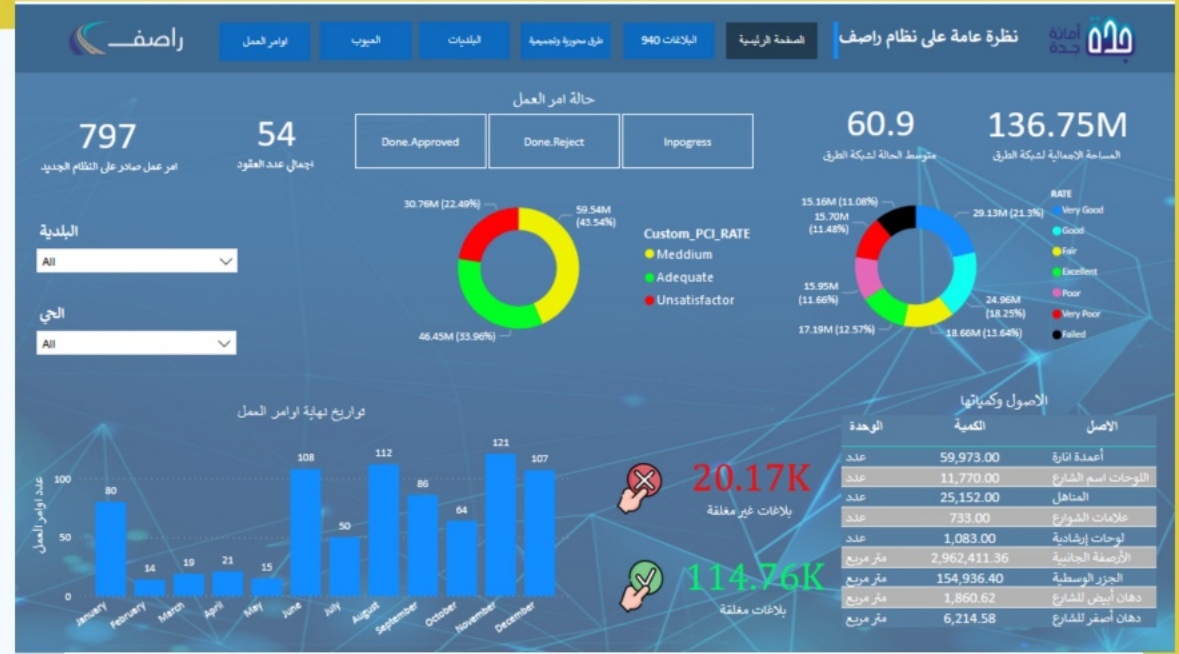 أمانة
جدة
نظرة عامة على نظام راصف
الصفحة الرئيسية
البلاغات 940
طرق محورية وتجميعية
البلديات
العيوب
اوامر العمل
راصف
136.75M
المساحة الاجمالية لشبكة الطرق
60.9
متوسط الحالة لشبكة الطرق
حالة امر العمل
Done.Approved
Done.Reject
Inpogress
54
اجمالي عدد العقود
797
امر عمل صادر على النظام الجديد
البلدية
All
الحي
All
30.76M (22.49%)
59.54M
(43.54%)
46.45M (33.96%)
Custom_PCI_RATE
Meddium
Adequate
Unsatisfactor
15.16M (11.08%)
15.70M
(11.48%)
15.95M
(11.66%)
17.19M (12.57%)
29.13M (21.3%)
24.96M
(18.25%)
18.66M (13.64%)
RATE
Very Good
Good
Fair
Excellent
Poor
Very Poor
Failed
تواريخ نهاية اوامر العمل
عدد اوامر العمل
100
50
0
80
14
19
21
15
108
50
112
86
64
121
107
January
February
March
April
May
June
July
August
September
October
November
December
20.17K
بلاغات غير مغلقة
114.76K
بلاغات مغلقة
الاصول وكمياتها
الاصل الكمية الوحدة
أعمدة انارة 59,973.00 عدد
اللوحات اسم الشارع 11,770.00 عدد
المناهل 25,152.00 عدد
علامات الشوارع 733.00 عدد
لوحات إرشادية 1,083.00 عدد
الأرصفة الجانبية 2,962,411.36 متر مربع
الجزر الوسطية 154,936.40 متر مربع
دهان أبيض للشارع 1,860.62 متر مربع
دهان أصفر للشارع 6,214.58 متر مربع